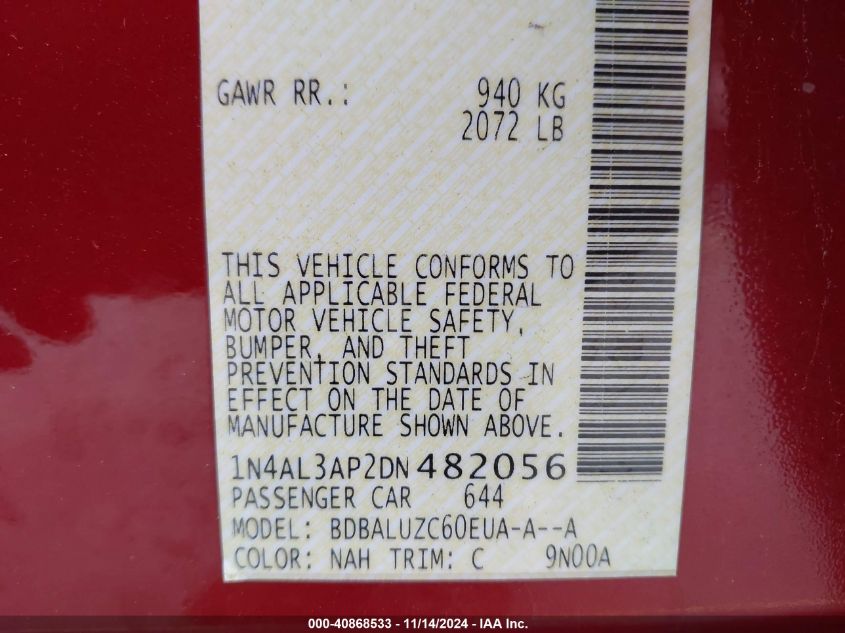 GAWR RR.: 940 KG
2072 LB
THIS VEHICLE CONFORMS TO
ALL APPLICABLE FEDERAL
MOTOR VEHICLE SAFETY,
BUMPER, AND THEFT
PREVENTION STANDARDS IN
EFFECT ON THE DATE OF
MANUFACTURE SHOWN ABOVE.
1N4AL3AP2DN482056
PASSENGER CAR 644
MODEL: BDBALUZC60EUA-A--A
COLOR: NAH TRIM: C 9N00A
000-40868533 - 11/14/2024 - IAA Inc.